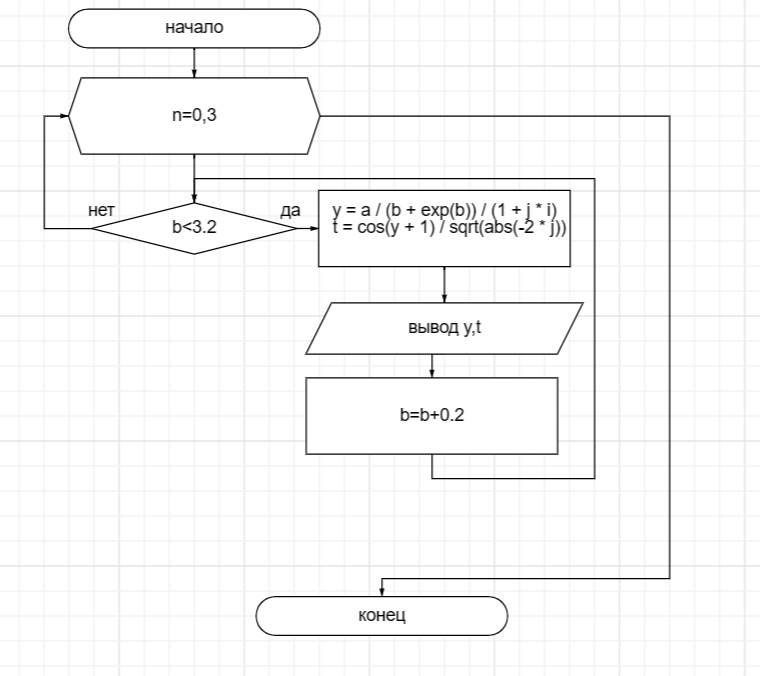 начало
n=0,3
нет
да
b<3.2
y = a / (b + exp(b)) / (1 + j * i)
t = cos(y + 1) / sqrt(abs(-2 * j))
вывод y,t
b=b+0.2
конец